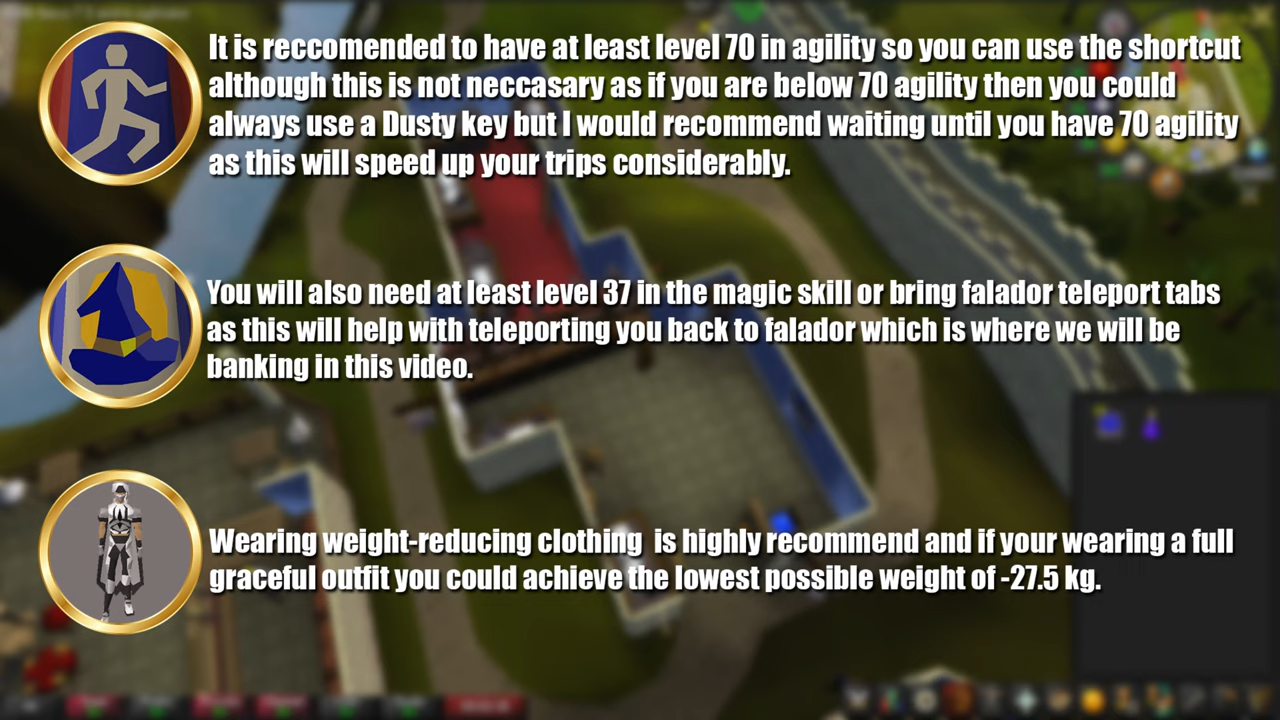 It is reccomended to have at least level 70 in agility so you can use the shortcut
although this is not neccasary as if you are below 70 agility then you could
always use a Dusty key but I would recommend waiting until you have 70 agility
as this will speed up your trips considerably.
You will also need at least level 37 in the magic skill or bring falador teleport tabs
as this will help with teleporting you back to falador which is where we will be
banking in this video.
Wearing weight-reducing clothing is highly recommend and if your wearing a full
graceful outfit you could achieve the lowest possible weight of -27.5 kg.